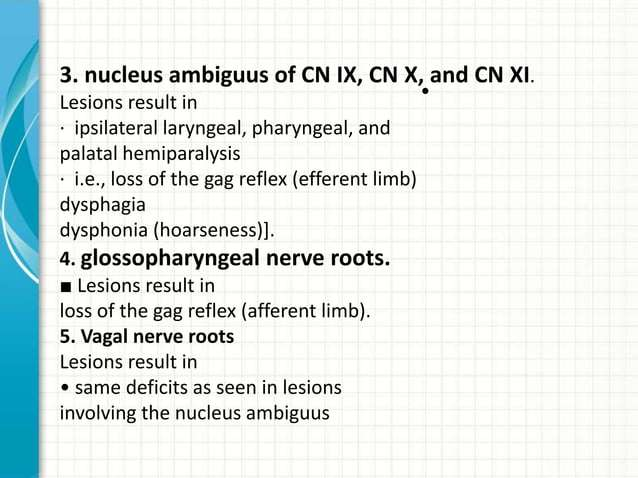 3. nucleus ambiguus of CN IX, CN X, and CN XI.
•
Lesions result in
· ipsilateral laryngeal, pharyngeal, and
palatal hemiparalysis
· i.e., loss of the gag reflex (efferent limb)
dysphagia
dysphonia (hoarseness)].
4. glossopharyngeal nerve roots.
■ Lesions result in
loss of the gag reflex (afferent limb).
5. Vagal nerve roots
Lesions result in
• same deficits as seen in lesions
involving the nucleus ambiguus